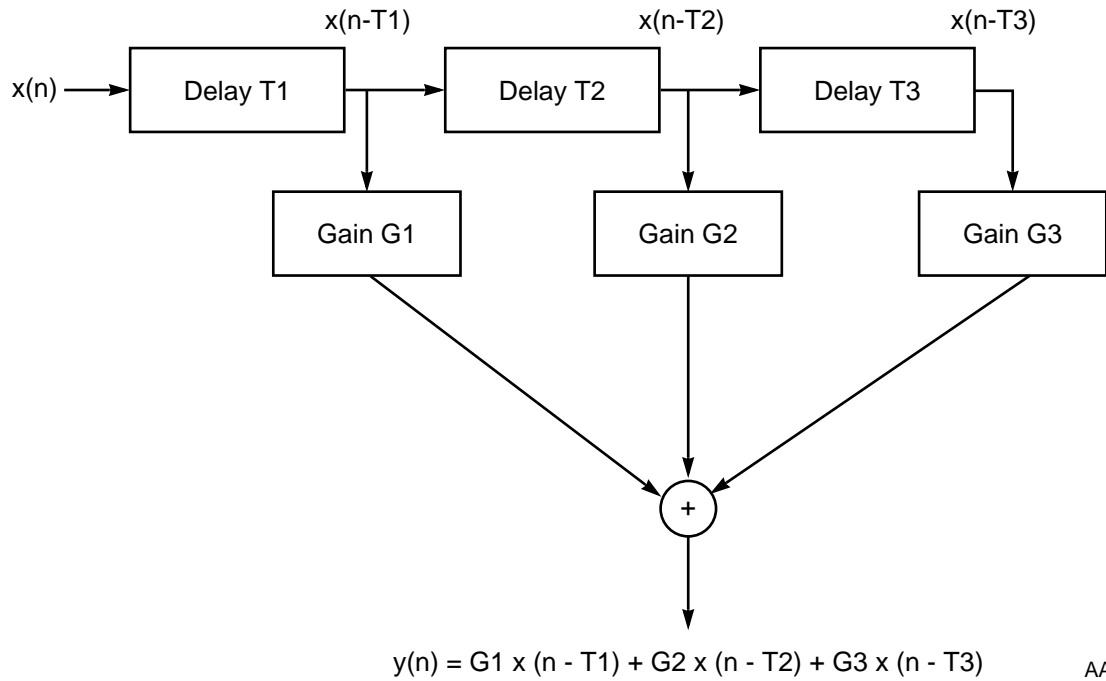 x(n-T1)
x(n-T2)
x(n-T3)
x(n)
Delay T1
Delay T2
Delay T3
Gain G1
Gain G2
Gain G3
+
y(n) = G1 x (n - T1) + G2 x (n - T2) + G3 x (n - T3)